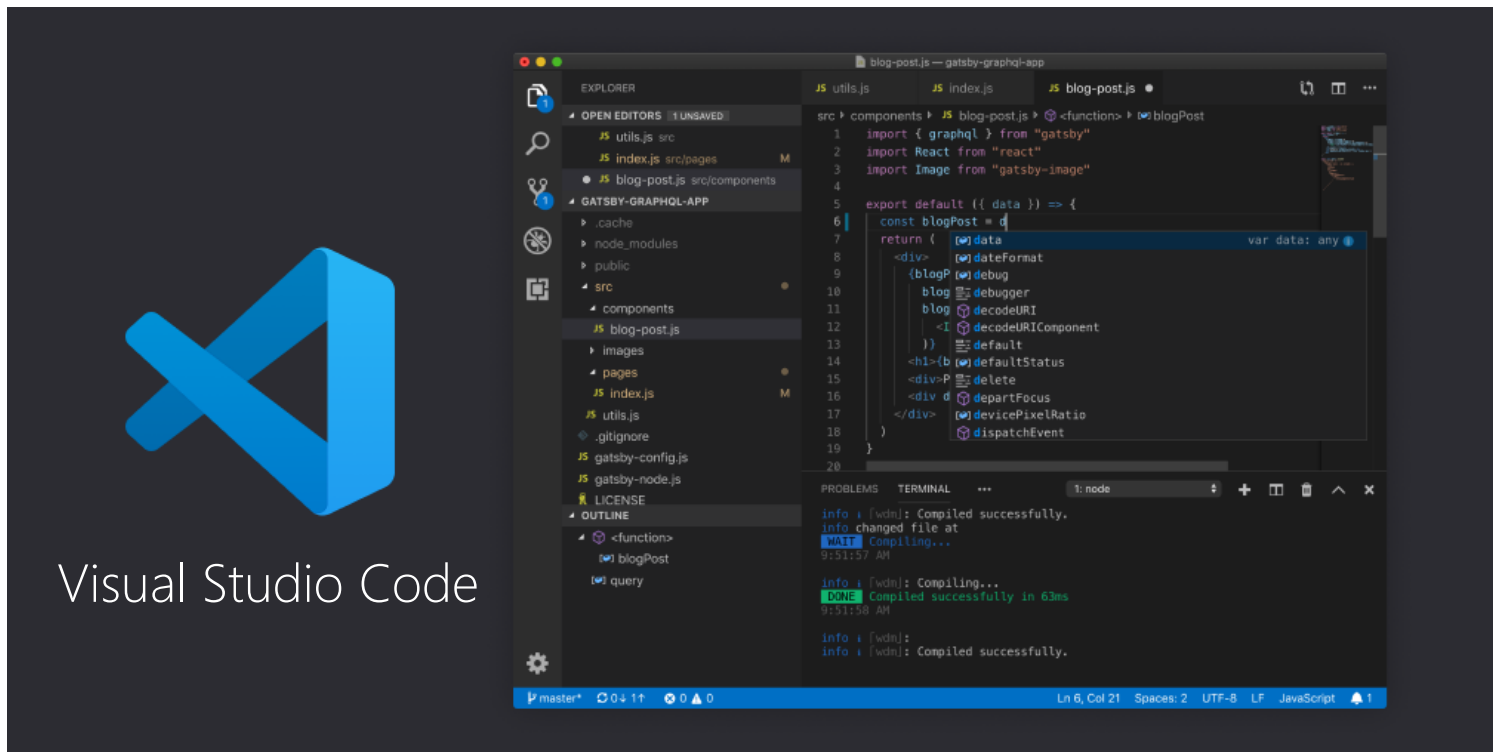 Visual Studio Code
blog-post.js — gatsby-graphql-app
EXPLORER
OPEN EDITORS 1 UNSAVED
JS utils.js src
JS index.js src/pages M
JS blog-post.js src/components
GATSBY-GRAPHQL-APP
.cache
node_modules
public
src
components
JS blog-post.js
images
pages
JS index.js M
JS utils.js
.gitignore
JS gatsby-config.js
JS gatsby-node.js
LICENSE
OUTLINE
<function>
blogPost
query
1
1
JS utils.js JS index.js JS blog-post.js
src components JS blog-post.js <function> blogPost
1 import { graphql } from "gatsby"
2 import React from "react"
3 import Image from "gatsby-image"
4
5 export default ({ data }) => {
6 const blogPost = d
7 return (
8 <div>
9 {blogP
10 blog
11 blog
12 <I
13 )}
14 <h1>{b
15 <div>P
16 <div d
17 </div>
18 )
19 }
20
data var data: any
dateFormat
debug
debugger
decodeURI
decodeURIComponent
default
defaultStatus
delete
departFocus
devicePixelRatio
dispatchEvent
PROBLEMS TERMINAL 1: node
info ↓ ｢wdm｣: Compiled successfully.
info changed file at
WAIT Compiling...
9:51:57 AM
info ↓ ｢wdm｣: Compiling...
DONE Compiled successfully in 63ms
9:51:58 AM
info ↓ ｢wdm｣:
info ↓ ｢wdm｣: Compiled successfully.
master* 0↓ 1↑ 0 0 Ln 6, Col 21 Spaces: 2 UTF-8 LF JavaScript 1